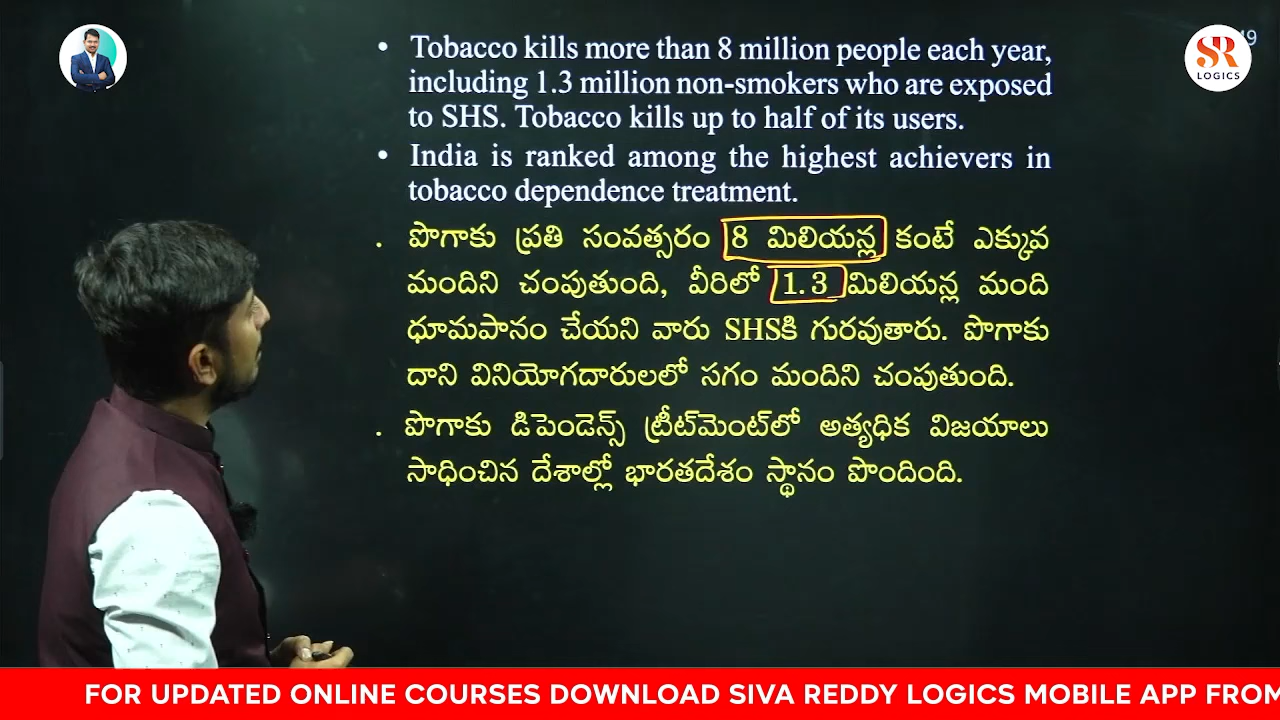 • Tobacco kills more than 8 million people each year,
including 1.3 million non-smokers who are exposed
to SHS. Tobacco kills up to half of its users.
• India is ranked among the highest achievers in
tobacco dependence treatment.
. పొగాకు ప్రతి సంవత్సరం 8 మిలియన్ల కంటే ఎక్కువ
మందిని చంపుతుంది, వీరిలో 1.3 మిలియన్ల మంది
ధూమపానం చేయని వారు SHSకి గురవుతారు. పొగాకు
దాని వినియోగదారులలో సగం మందిని చంపుతుంది.
. పొగాకు డిపెండెన్స్ ట్రీట్‌మెంట్‌లో అత్యధిక విజయాలు
సాధించిన దేశాల్లో భారతదేశం స్థానం పొందింది.
SR
LOGICS
FOR UPDATED ONLINE COURSES DOWNLOAD SIVA REDDY LOGICS MOBILE APP FROM